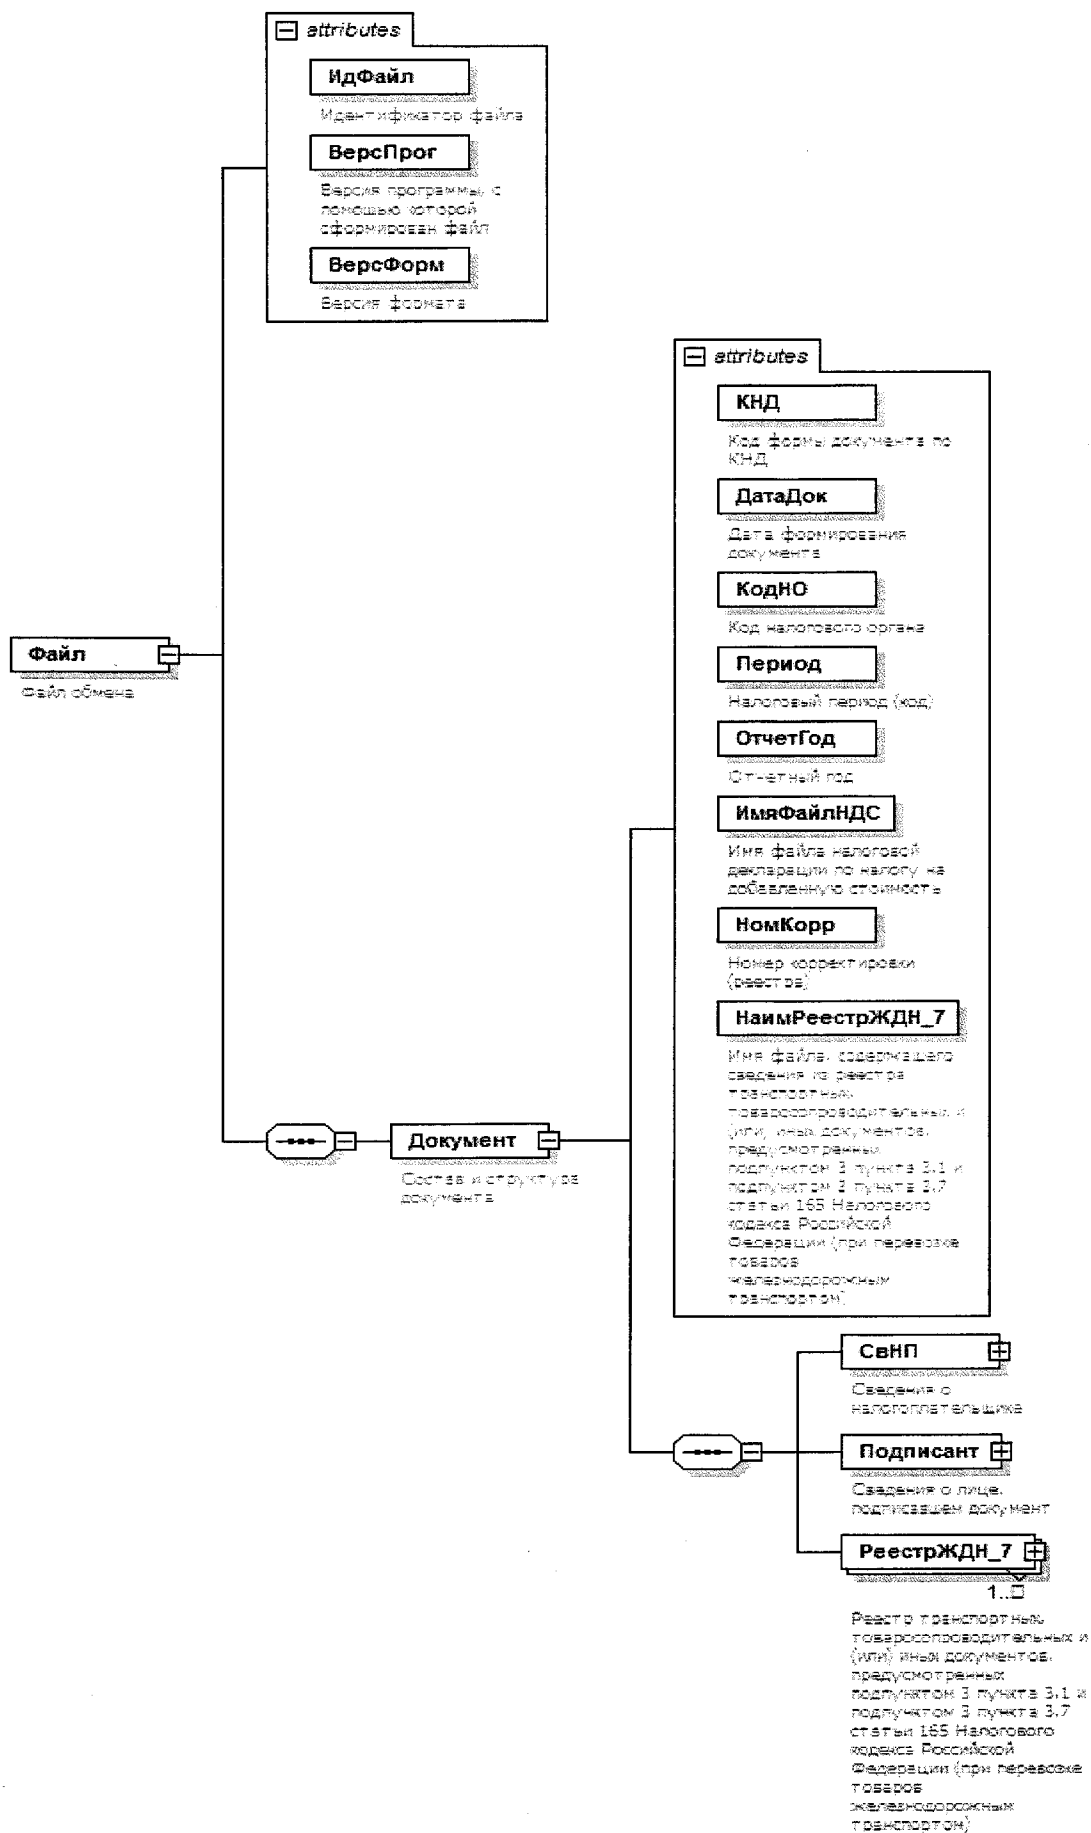 attributes
ИдФайл
Идентификатор файла
ВерсПрог
Версия программы, с
помощью которой
сформирован файл
ВерсФорм
Версия формата
attributes
КНД
Код формы документа по
КНД
ДатаДок
Дата формирования
документа
КодНО
Код налогового органа
Период
Налоговый период (код)
ОтчетГод
Отчетный год
ИмяФайлНДС
Имя файла налоговой
декларации по налогу на
добавленную стоимость
НомКорр
Номер корректировки
(реестра)
НаимРеестрЖДН_7
Имя файла, содержащего
сведения из реестра
транспортных,
товаросопроводительных и
(или) иных документов,
предусмотренных
подпунктом 3 пункта 3.1 и
подпунктом 3 пункта 3.7
статьи 165 Налогового
кодекса Российской
Федерации (при перевозке
товаров
железнодорожным
транспортом)
Файл
Файл обмена
Документ
Состав и структура
документа
СвНП
Сведения о
налогоплательщике
Подписант
Сведения о лице,
подписавшем документ
РеестрЖДН_7
1..□
Реестр транспортных,
товаросопроводительных и
(или) иных документов,
предусмотренных
подпунктом 3 пункта 3.1 и
подпунктом 3 пункта 3.7
статьи 165 Налогового
кодекса Российской
Федерации (при перевозке
товаров
железнодорожным
транспортом)